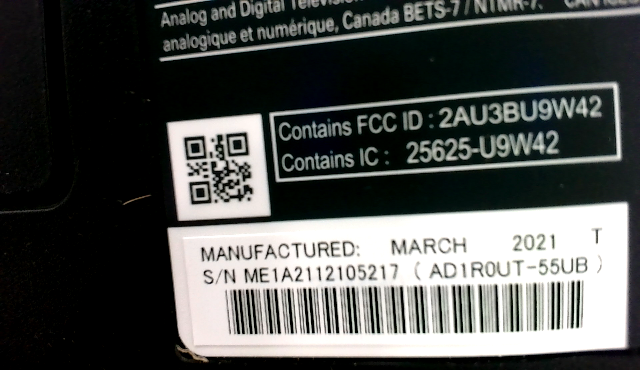 Analog and Digital Television
analogique et numérique, Canada BETS-7 / NTMR-7.
Contains FCC ID : 2AU3BU9W42
Contains IC : 25625-U9W42
MANUFACTURED: MARCH 2021 T
S/N ME1A2112105217 ( AD1R0UT-55UB )